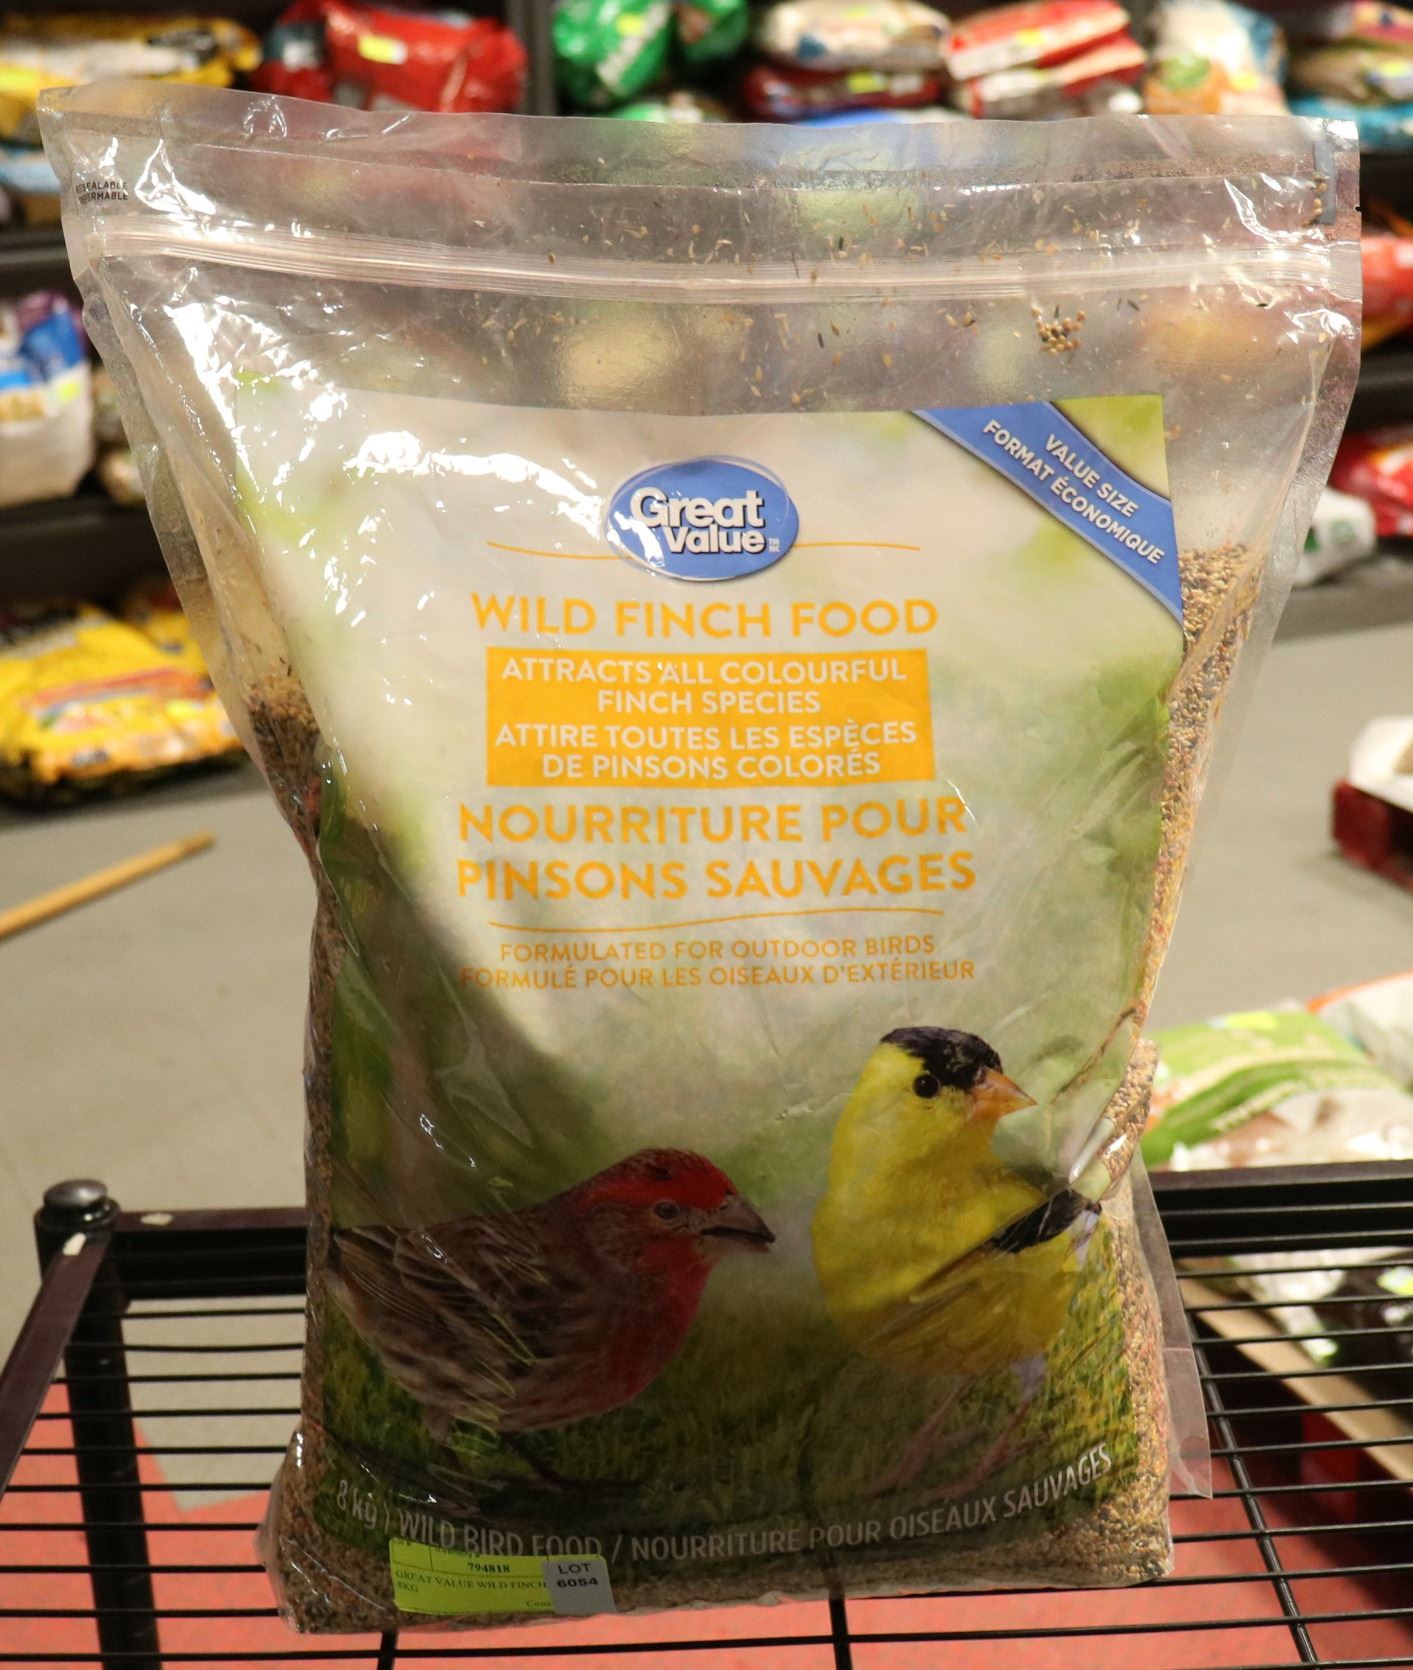 RESEALABLE
REFERMABLE
VALUE SIZE
FORMAT ÉCONOMIQUE
Great
Value TM
MC
WILD FINCH FOOD
ATTRACTS ALL COLOURFUL
FINCH SPECIES
ATTIRE TOUTES LES ESPÈCES
DE PINSONS COLORÉS
NOURRITURE POUR
PINSONS SAUVAGES
FORMULATED FOR OUTDOOR BIRDS
FORMULÉ POUR LES OISEAUX D'EXTÉRIEUR
8 kg | WILD BIRD FOOD / NOURRITURE POUR OISEAUX SAUVAGES
794818
GREAT VALUE WILD FINCH
8KG
LOT
6054